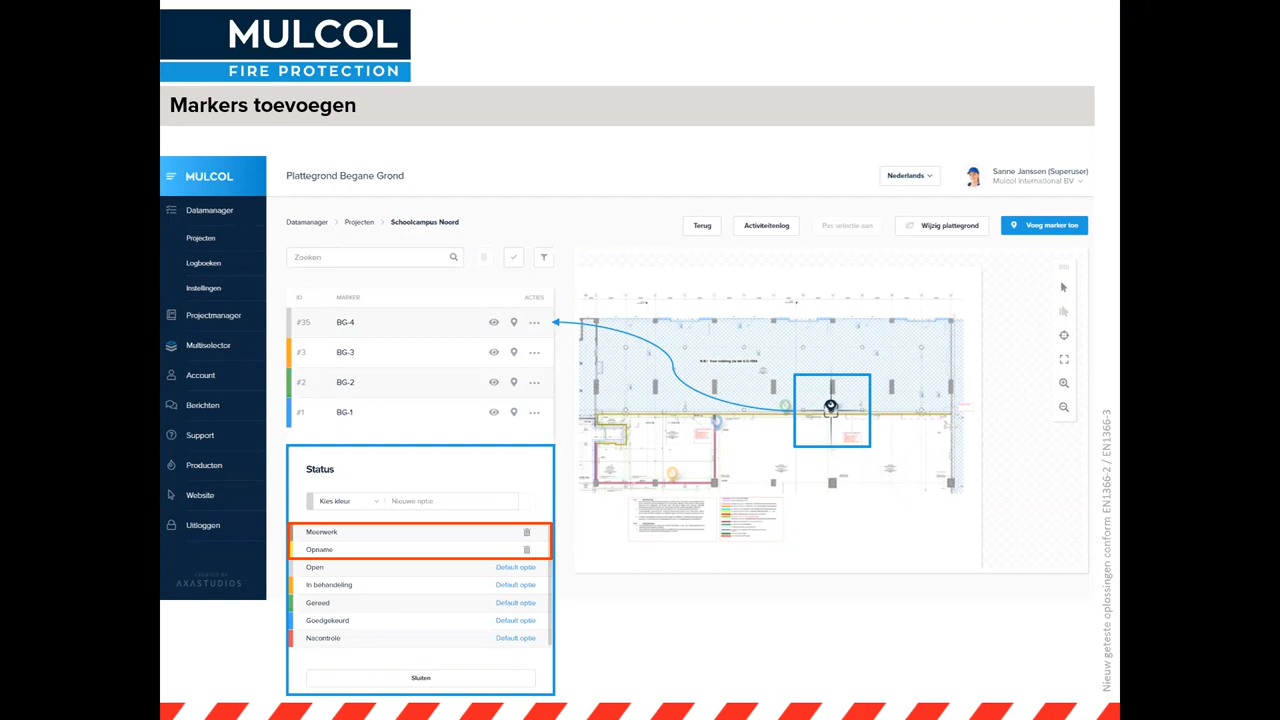 MULCOL
FIRE PROTECTION
Markers toevoegen
MULCOL
Plattegrond Begane Grond
Nederlands
Sanne Janssen (Superuser)
Mulcol International BV
Datamanager
Projecten
Logboeken
Instellingen
Projectmanager
Multiselector
Account
Berichten
Support
Producten
Website
Uitloggen
CREATED BY
AXASTUDIOS
Datamanager
Projecten
Schoolcampus Noord
Terug
Activiteitenlog
Pas selectie aan
Wijzig plattegrond
Voeg marker toe
Zoeken
ID MARKER ACTIES
#35 BG-4
#3 BG-3
#2 BG-2
#1 BG-1
Status
Kies kleur Nieuwe optie
Meerwerk
Opname
Open Default optie
In behandeling Default optie
Gereed Default optie
Goedgekeurd Default optie
Nacontrole Default optie
Sluiten
Nieuw geteste oplossingen conform EN1366-2 / EN1366-3